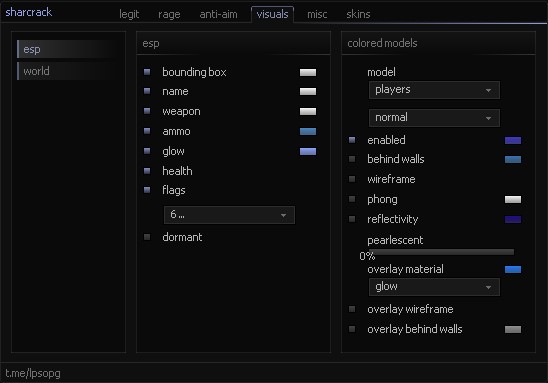 sharcrack
legit rage anti-aim visuals misc skins
esp
world
esp
bounding box
name
weapon
ammo
glow
health
flags
6 ...
dormant
colored models
model
players
normal
enabled
behind walls
wireframe
phong
reflectivity
pearlescent
0%
overlay material
glow
overlay wireframe
overlay behind walls
t.me/lpsopg